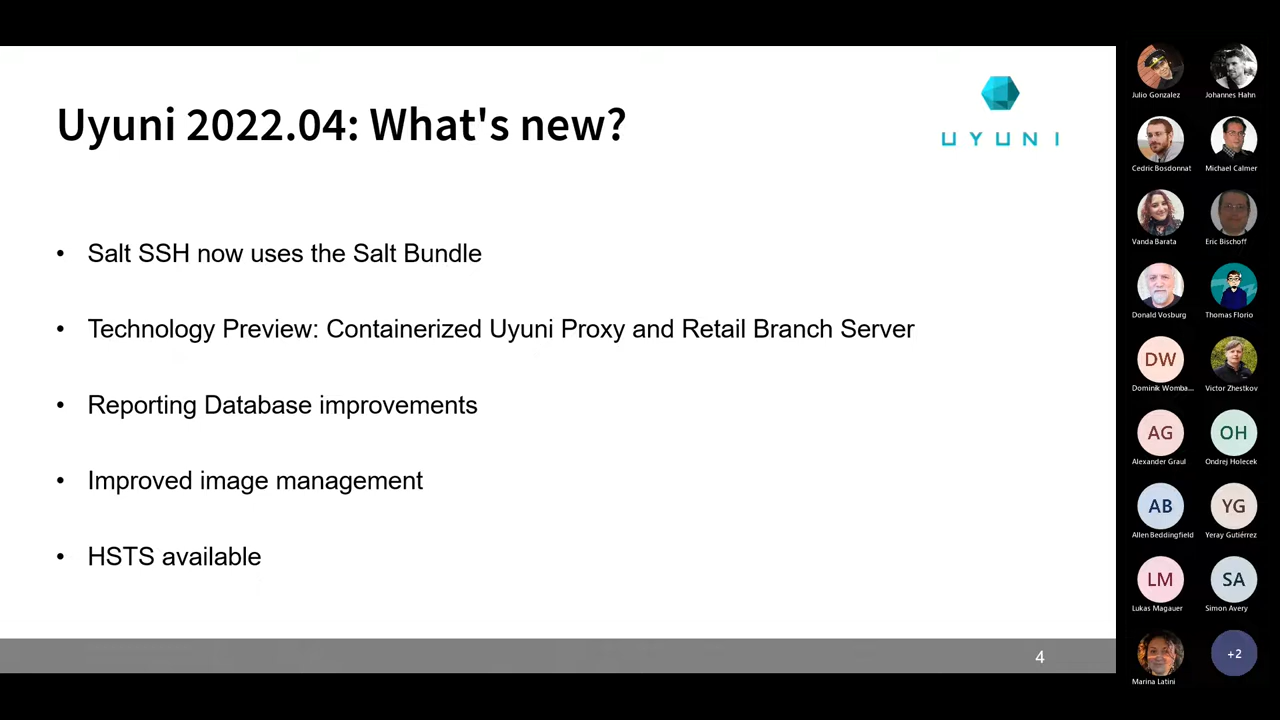 Uyuni 2022.04: What's new?
UYUNI
• Salt SSH now uses the Salt Bundle
• Technology Preview: Containerized Uyuni Proxy and Retail Branch Server
• Reporting Database improvements
• Improved image management
• HSTS available
4
Julio Gonzalez
Johannes Hahn
Cedric Bosdonnat
Michael Calmer
Vanda Barata
Eric Bischoff
Donald Vosburg
Thomas Florio
DW
Dominik Womba...
Victor Zhestkov
AG
Alexander Graul
OH
Ondrej Holecek
AB
Allen Beddingfield
YG
Yeray Gutiérrez
LM
Lukas Magauer
SA
Simon Avery
Marina Latini
+2